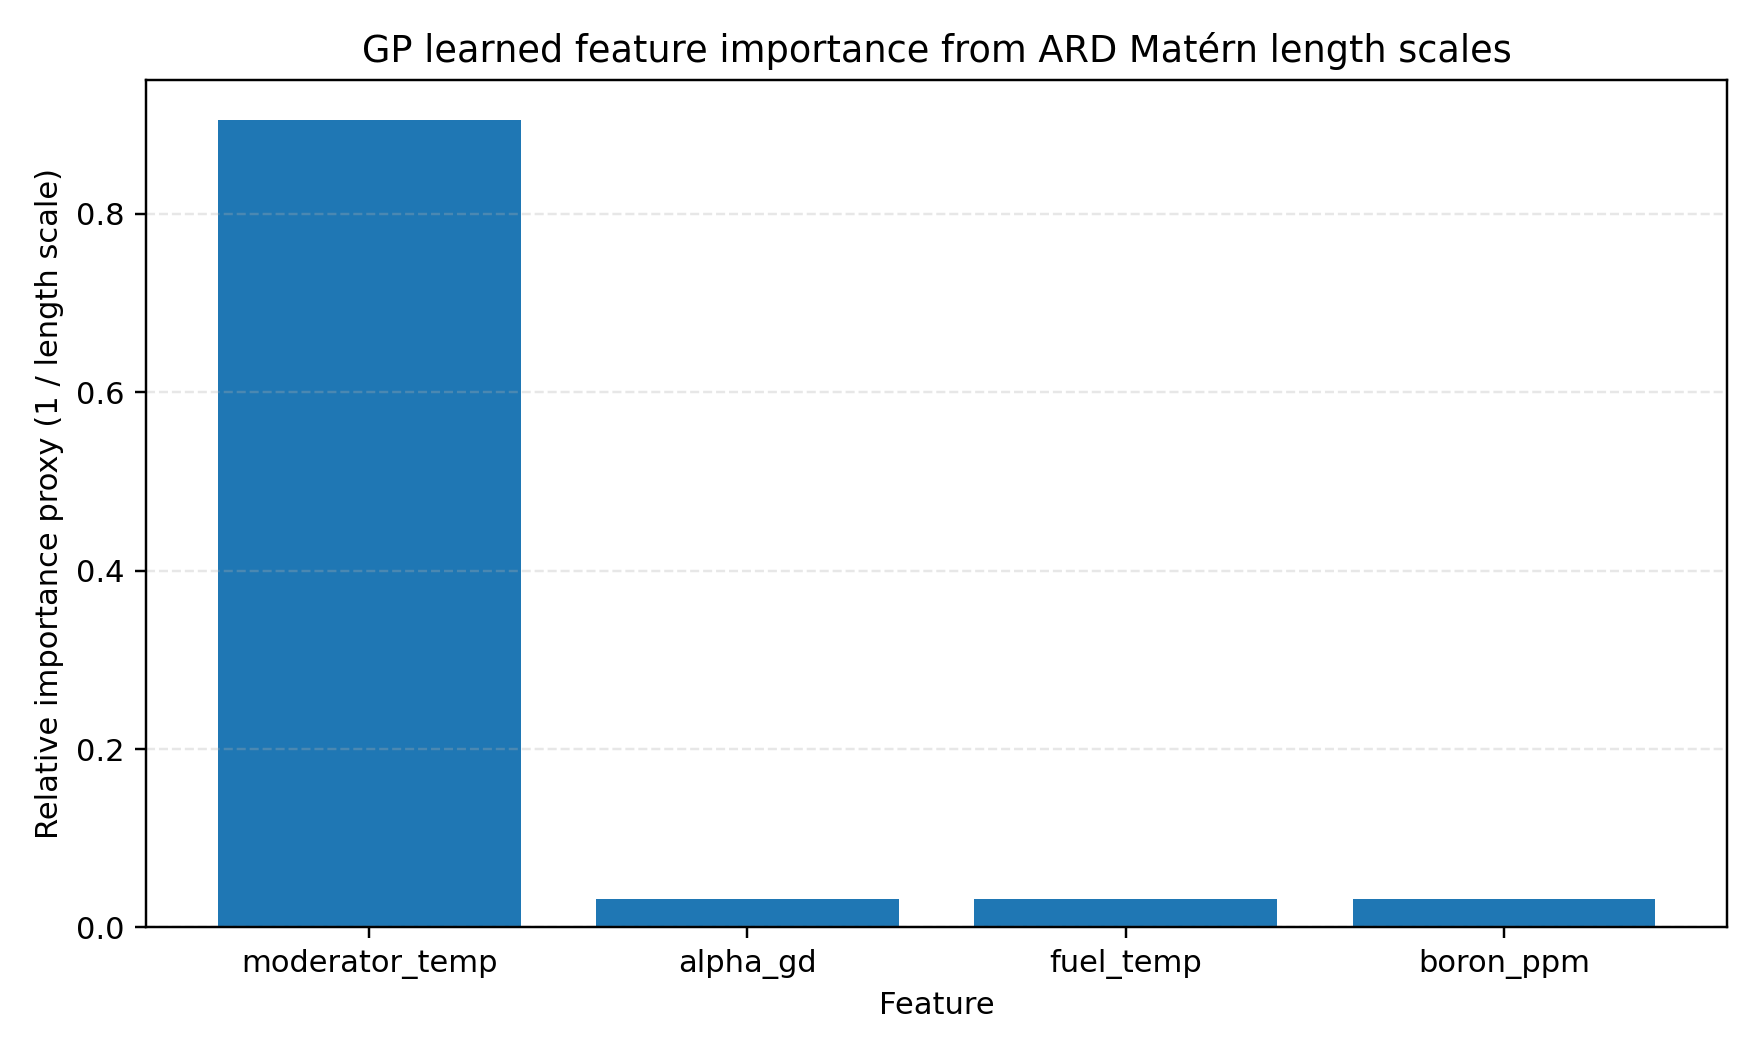 GP learned feature importance from ARD Matérn length scales
Relative importance proxy (1 / length scale)
0.8
0.6
0.4
0.2
0.0
moderator_temp
alpha_gd
fuel_temp
boron_ppm
Feature